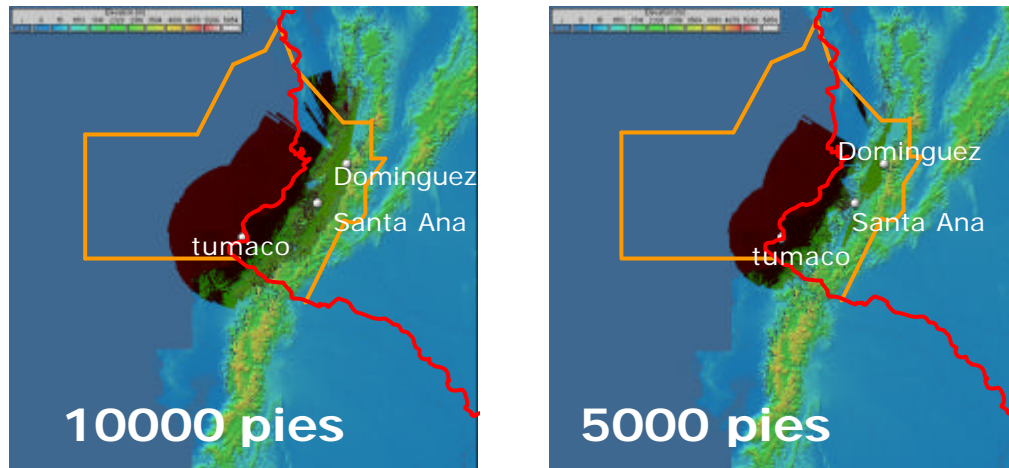 Dominguez
Santa Ana
tumaco
10000 pies
Dominguez
Santa Ana
tumaco
5000 pies